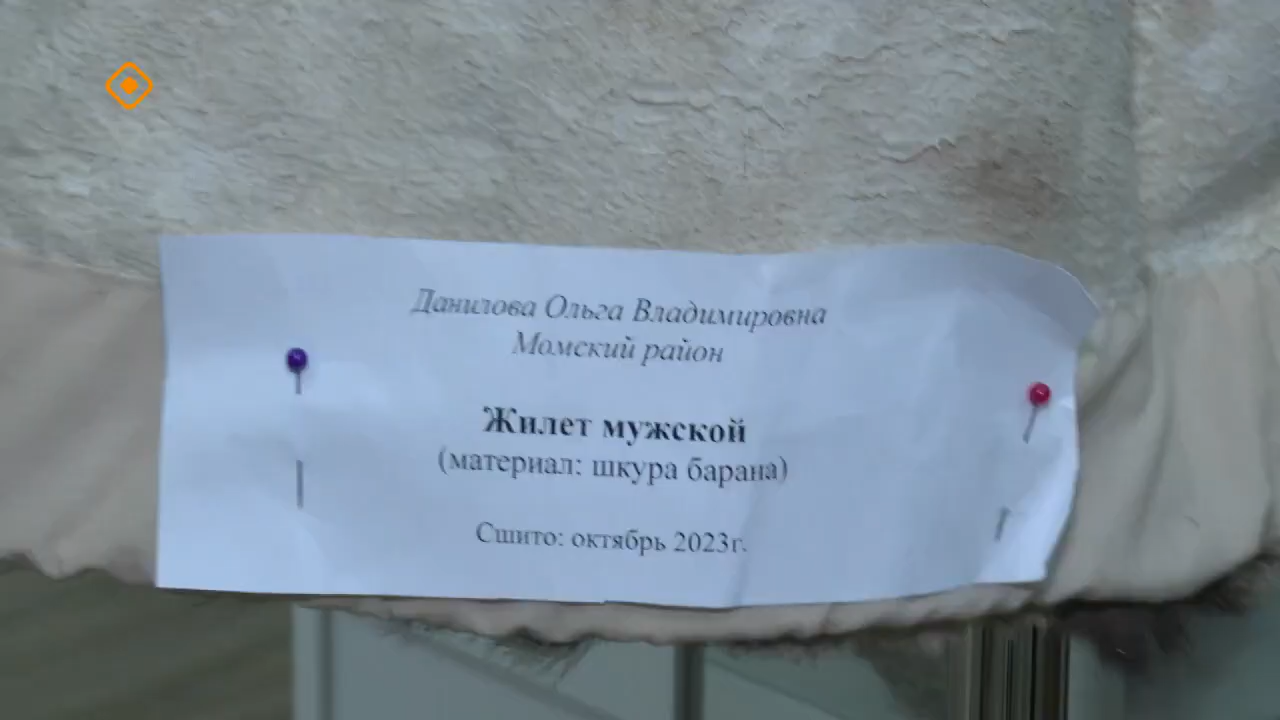 Данилова Ольга Владимировна
Момский район
Жилет мужской
(материал: шкура барана)
Сшито: октябрь 2023г.